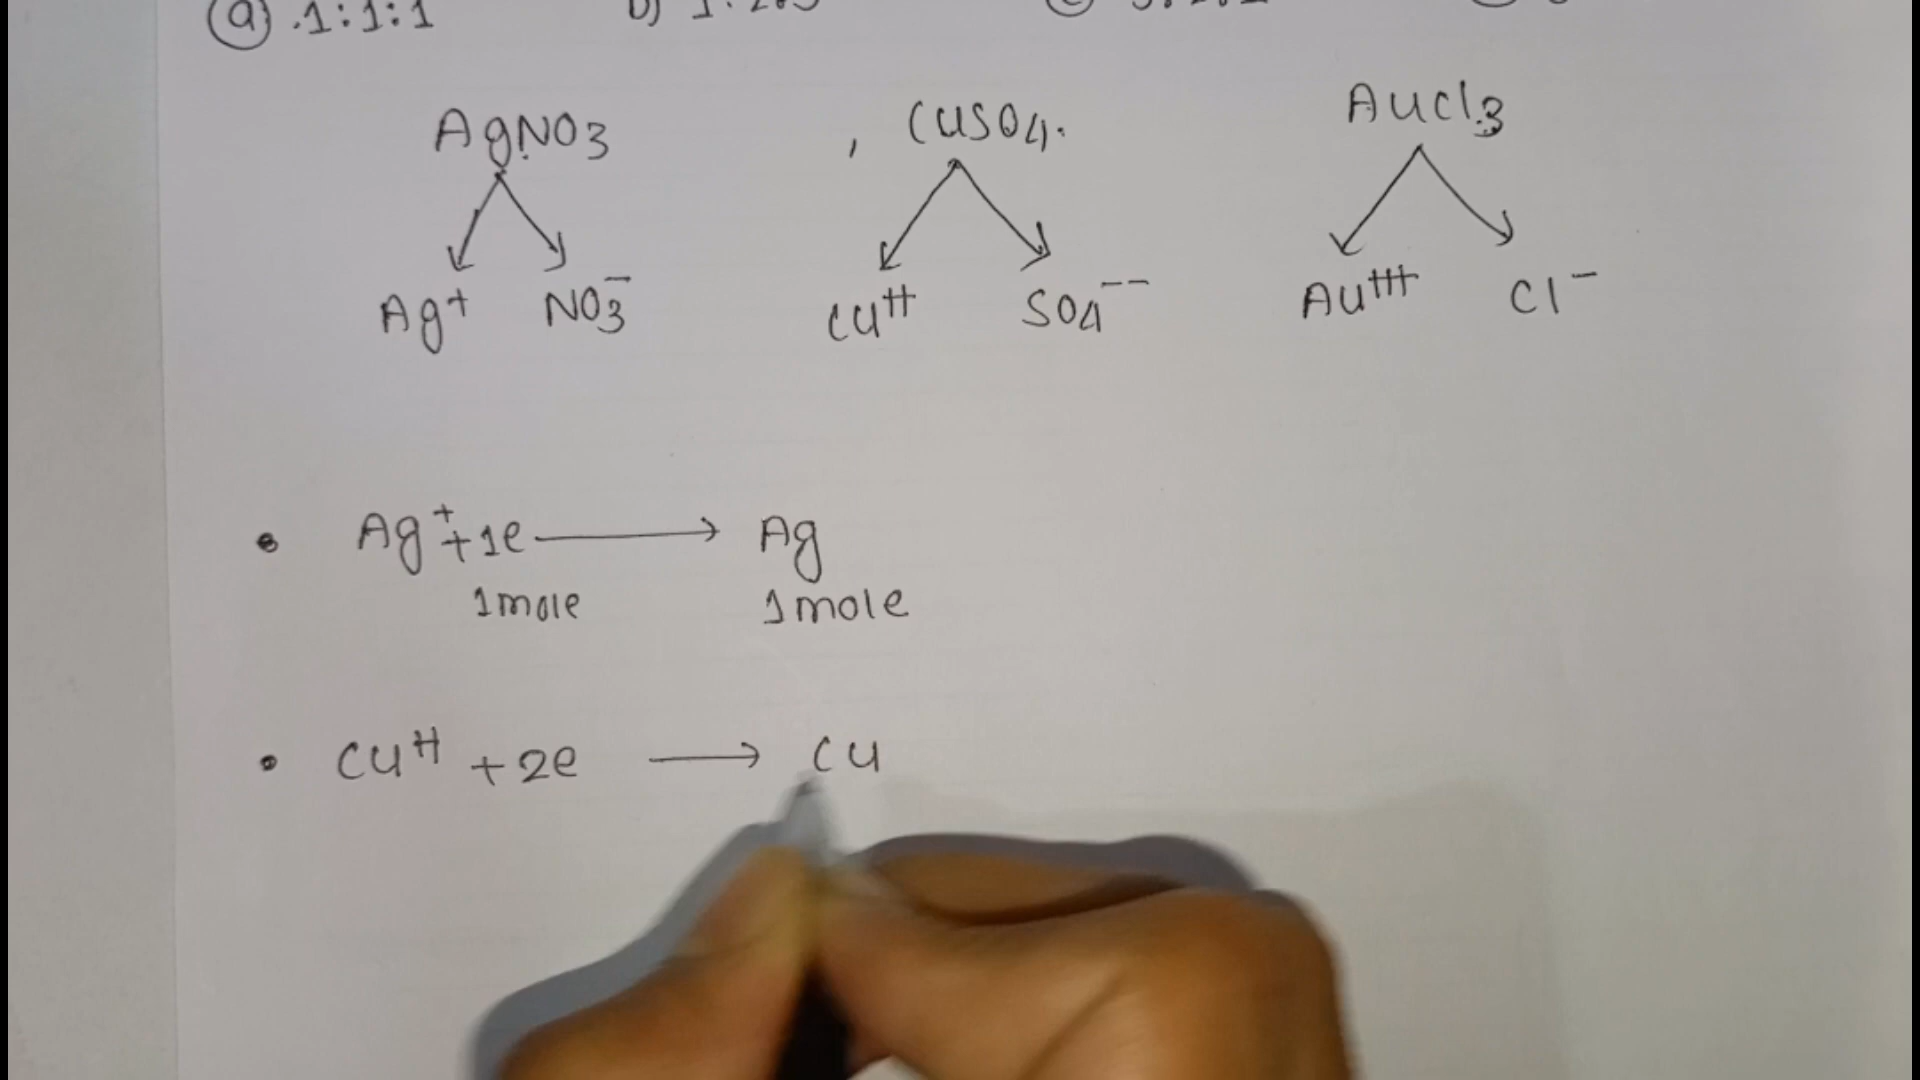 (a) .1:1:1 b)
AgNO3 , CuSO4. AuCl3
Ag+ NO3- Cu++ SO4-- Au+++ Cl-
• Ag+ +1e ⟶ Ag
1mole 1mole
• Cu++ +2e ⟶ Cu